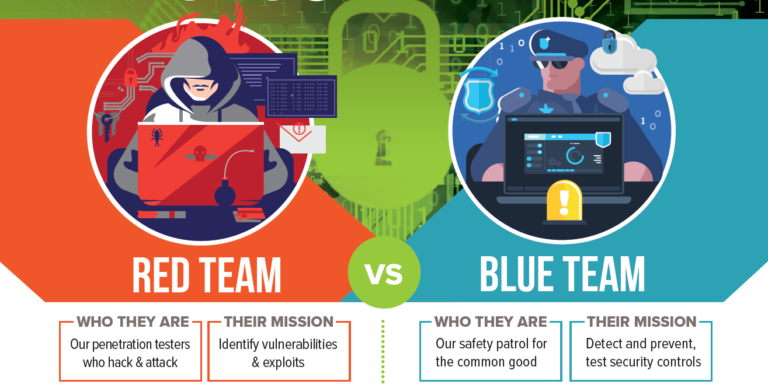 RED TEAM
VS
BLUE TEAM
WHO THEY ARE
Our penetration testers
who hack & attack
THEIR MISSION
Identify vulnerabilities
& exploits
WHO THEY ARE
Our safety patrol for
the common good
THEIR MISSION
Detect and prevent,
test security controls